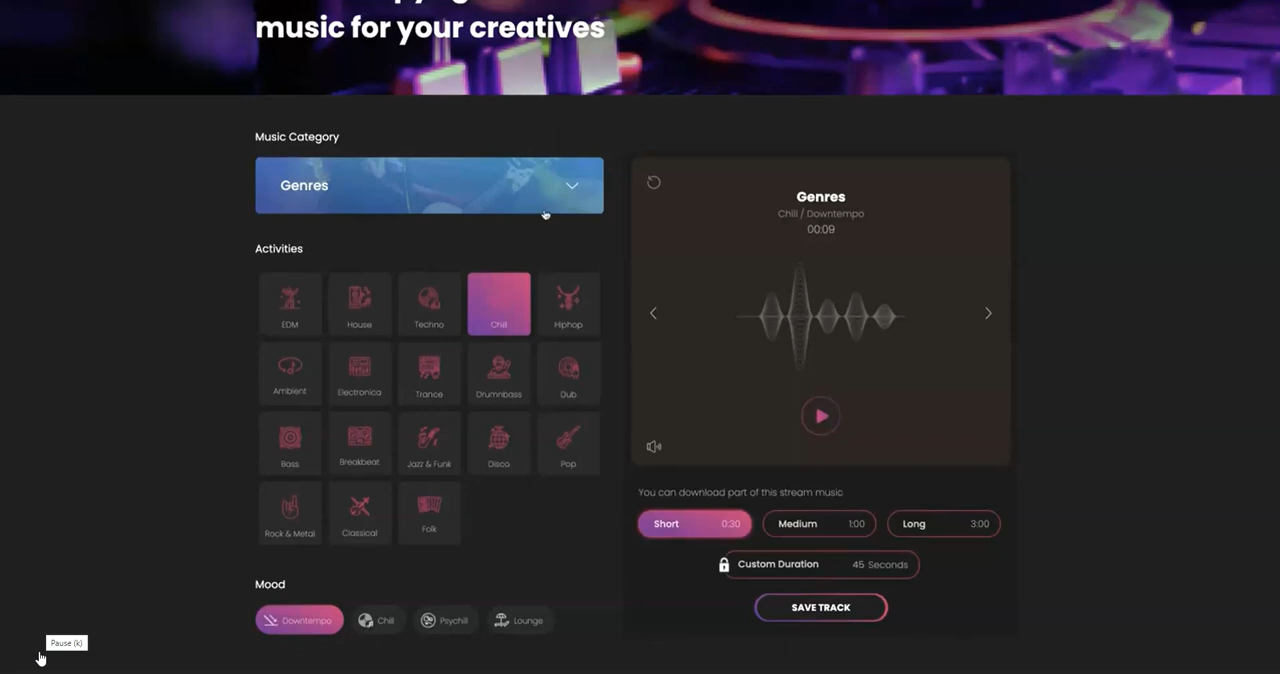 music for your creatives
Music Category
Genres
Activities
EDM
House
Techno
Chill
Hiphop
Ambient
Electronica
Trance
Drumnbass
Dub
Bass
Breakbeat
Jazz & Funk
Disco
Pop
Rock & Metal
Classical
Folk
Mood
Downtempo
Chill
Psychill
Lounge
Pause (k)
Genres
Chill / Downtempo
00:09
You can download part of this stream music
Short 0:30
Medium 1:00
Long 3:00
Custom Duration 45 Seconds
SAVE TRACK